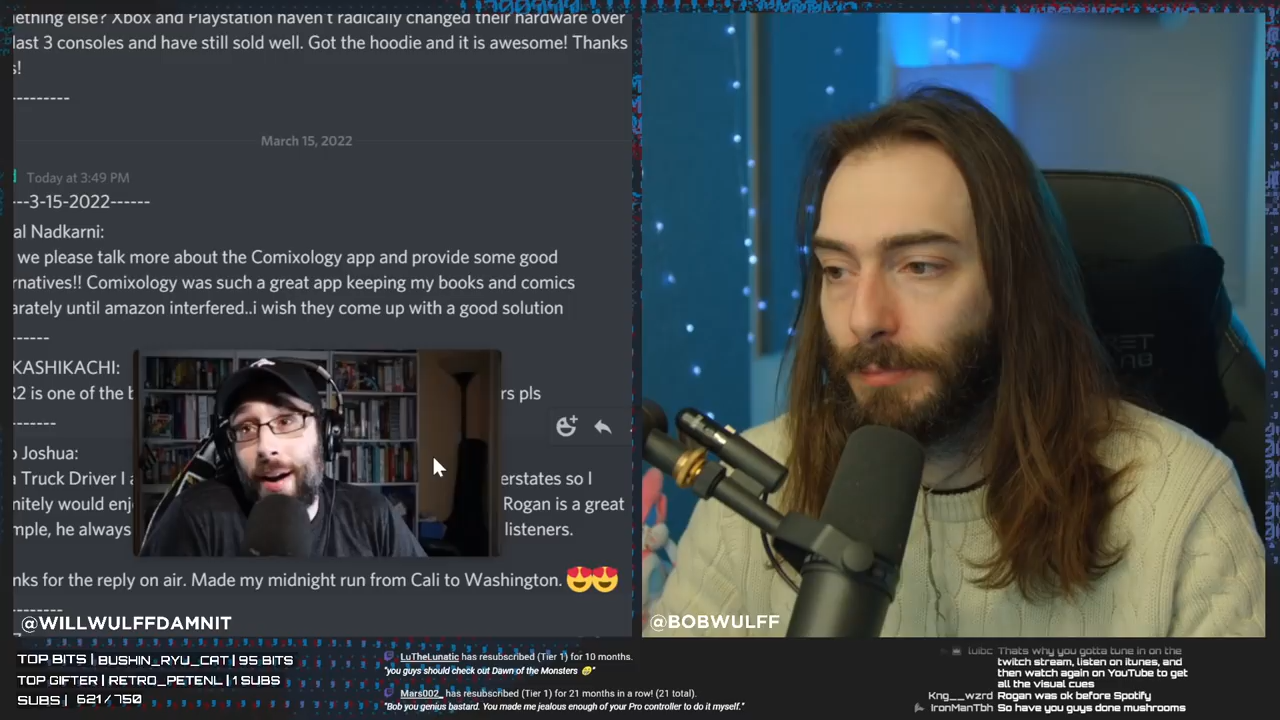 ething else? Xbox and Playstation haven't radically changed their hardware over
last 3 consoles and have still sold well. Got the hoodie and it is awesome! Thanks
s!
----------
March 15, 2022
Today at 3:49 PM
---3-15-2022------
al Nadkarni:
we please talk more about the Comixology app and provide some good
rnatives!! Comixology was such a great app keeping my books and comics
arately until amazon interfered..i wish they come up with a good solution
------
KASHIKACHI:
R2 is one of the b
rs pls
-------
o Joshua:
a Truck Driver I a
erstates so I
nitely would enj
Rogan is a great
mple, he always
listeners.
nks for the reply on air. Made my midnight run from Cali to Washington. 😍😍
--------
@WILLWULFFDAMNIT
@BOBWULFF
TOP BITS | BUSHIN_RYU_CAT | 95 BITS
TOP GIFTER | RETRO_PETENL | 1 SUBS
SUBS | 621/750
LuTheLunatic has resubscribed (Tier 1) for 10 months.
"you guys should check out Dawn of the Monsters
Mars002_ has resubscribed (Tier 1) for 21 months in a row! (21 total).
"Bob you genius bastard. You made me jealous enough of your Pro controller to do it myself."
Thats why you gotta tune in on the
twitch stream, listen on itunes, and
then watch again on YouTube to get
all the visual cues
Kng__wzrd Rogan was ok before Spotify
IronManTbh So have you guys done mushrooms